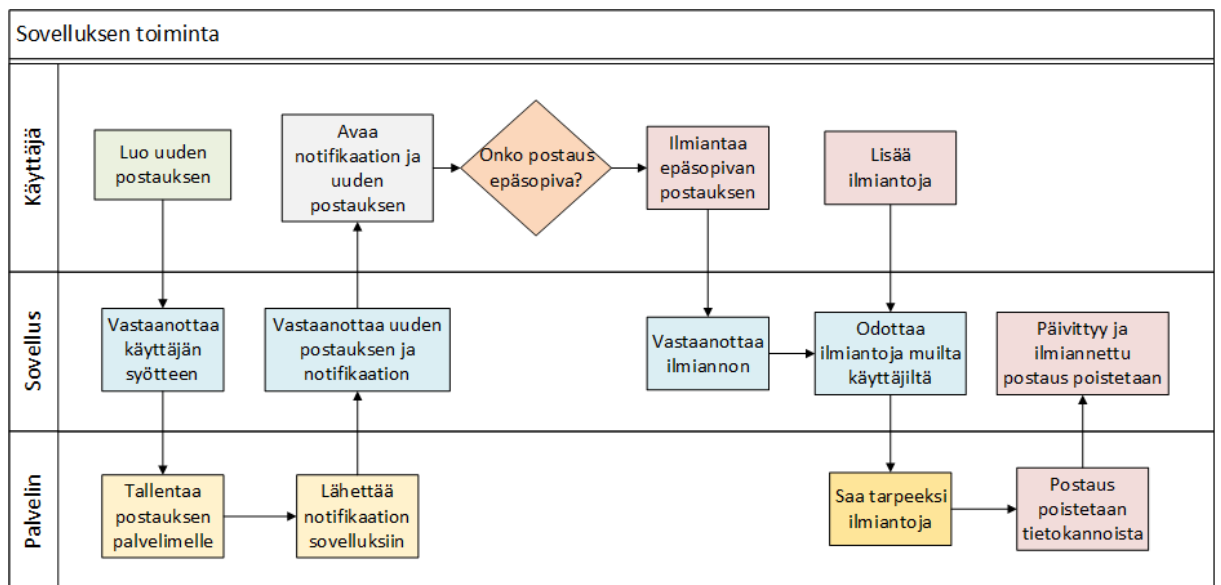 Sovelluksen toiminta
Käyttäjä
Luo uuden
postauksen
Avaa
notifikaation ja
uuden
postauksen
Onko postaus
epäsopiva?
Ilmiantaa
epäsopivan
postauksen
Lisää
ilmiantoja
Sovellus
Vastaanottaa
käyttäjän
syötteen
Vastaanottaa uuden
postauksen ja
notifikaation
Vastaanottaa
ilmiannon
Odottaa
ilmiantoja muilta
käyttäjiltä
Päivittyy ja
ilmiannettu
postaus poistetaan
Palvelin
Tallentaa
postauksen
palvelimelle
Lähettää
notifikaation
sovelluksiin
Saa tarpeeksi
ilmiantoja
Postaus
poistetaan
tietokannoista